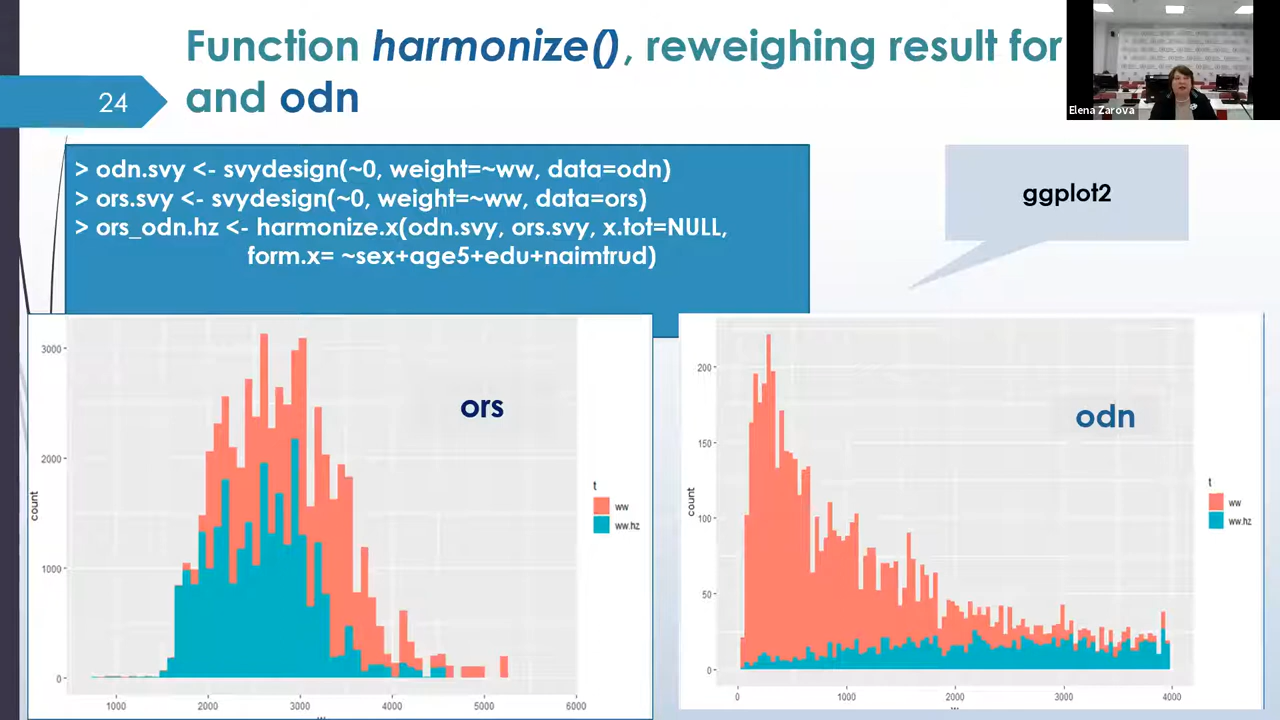 Function harmonize(), reweighing result for
and odn
24
Elena Zarova
> odn.svy <- svydesign(~0, weight=~ww, data=odn)
> ors.svy <- svydesign(~0, weight=~ww, data=ors)
> ors_odn.hz <- harmonize.x(odn.svy, ors.svy, x.tot=NULL,
form.x= ~sex+age5+edu+naimtrud)
ggplot2
ors
3000
2000
1000
0
count
1000 2000 3000 4000 5000 6000
t
ww
ww.hz
odn
200
150
100
50
0
count
0 1000 2000 3000 4000
t
ww
ww.hz